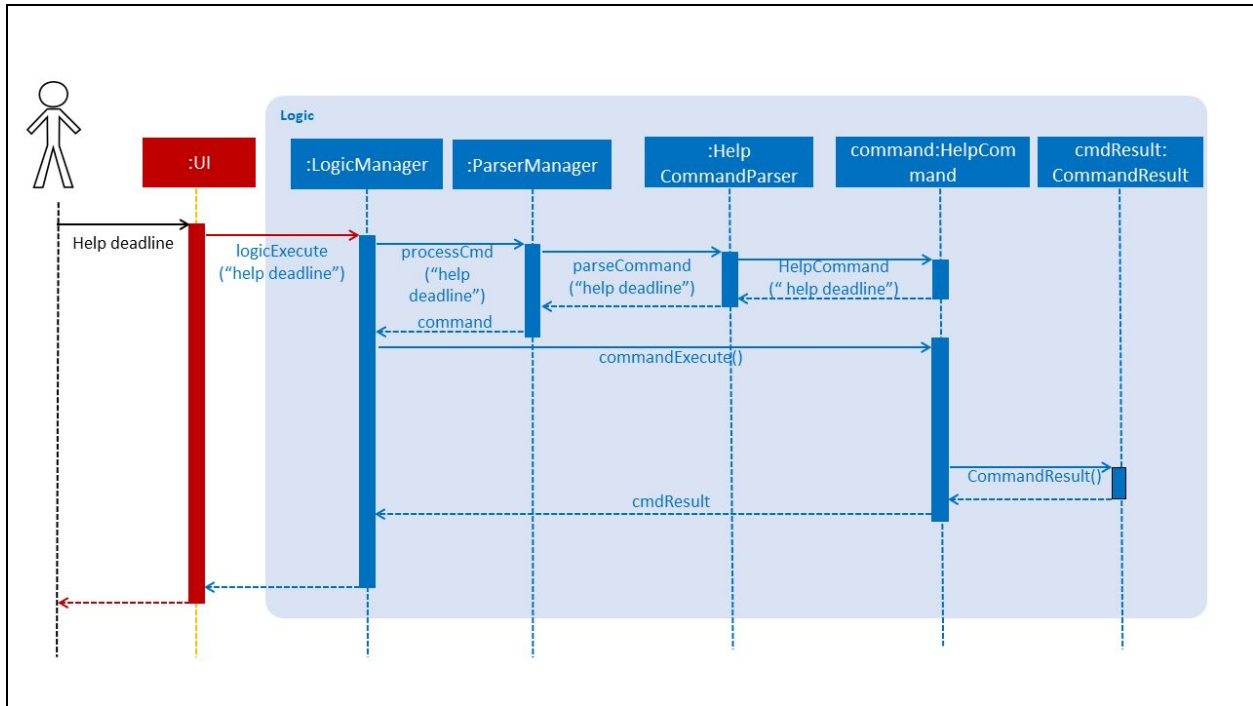 Logic
:UI
:LogicManager
:ParserManager
:Help
CommandParser
command:HelpCom
mand
cmdResult:
CommandResult
Help deadline
logicExecute
(“help deadline”)
processCmd
(“help
deadline”)
parseCommand
(“help deadline”)
HelpCommand
(“ help deadline”)
command
commandExecute()
CommandResult()
cmdResult